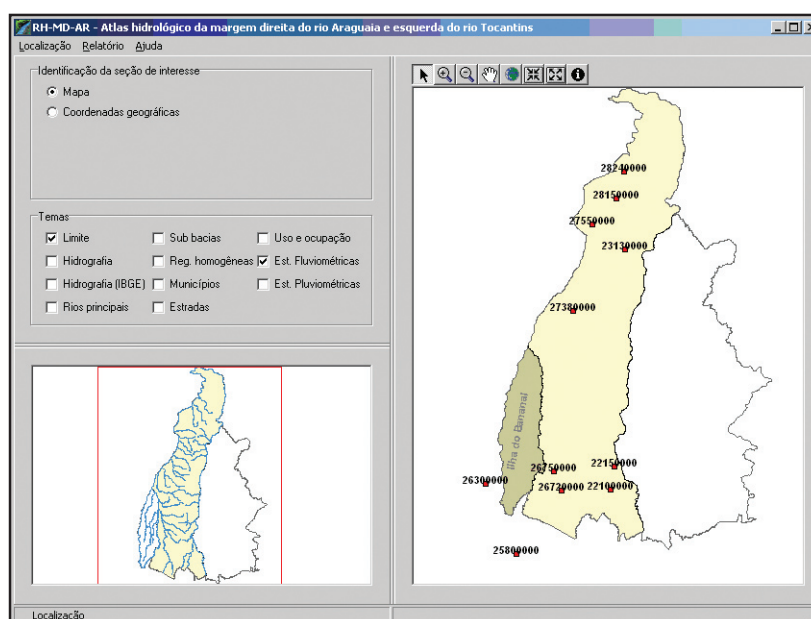 RH-MD-AR - Atlas hidrológico da margem direita do rio Araguaia e esquerda do rio Tocantins
Localização Relatório Ajuda
Identificação da seção de interesse
Mapa
Coordenadas geográficas
Temas
Limite Sub bacias Uso e ocupação
Hidrografia Reg. homogêneas Est. Fluviométricas
Hidrografia (IBGE) Municípios Est. Pluviométricas
Rios principais Estradas
28240000
28150000
27550000
23130000
27380000
Ilha do Bananal
26750000 22150000
26300000 26720000 22100000
25800000
Localização